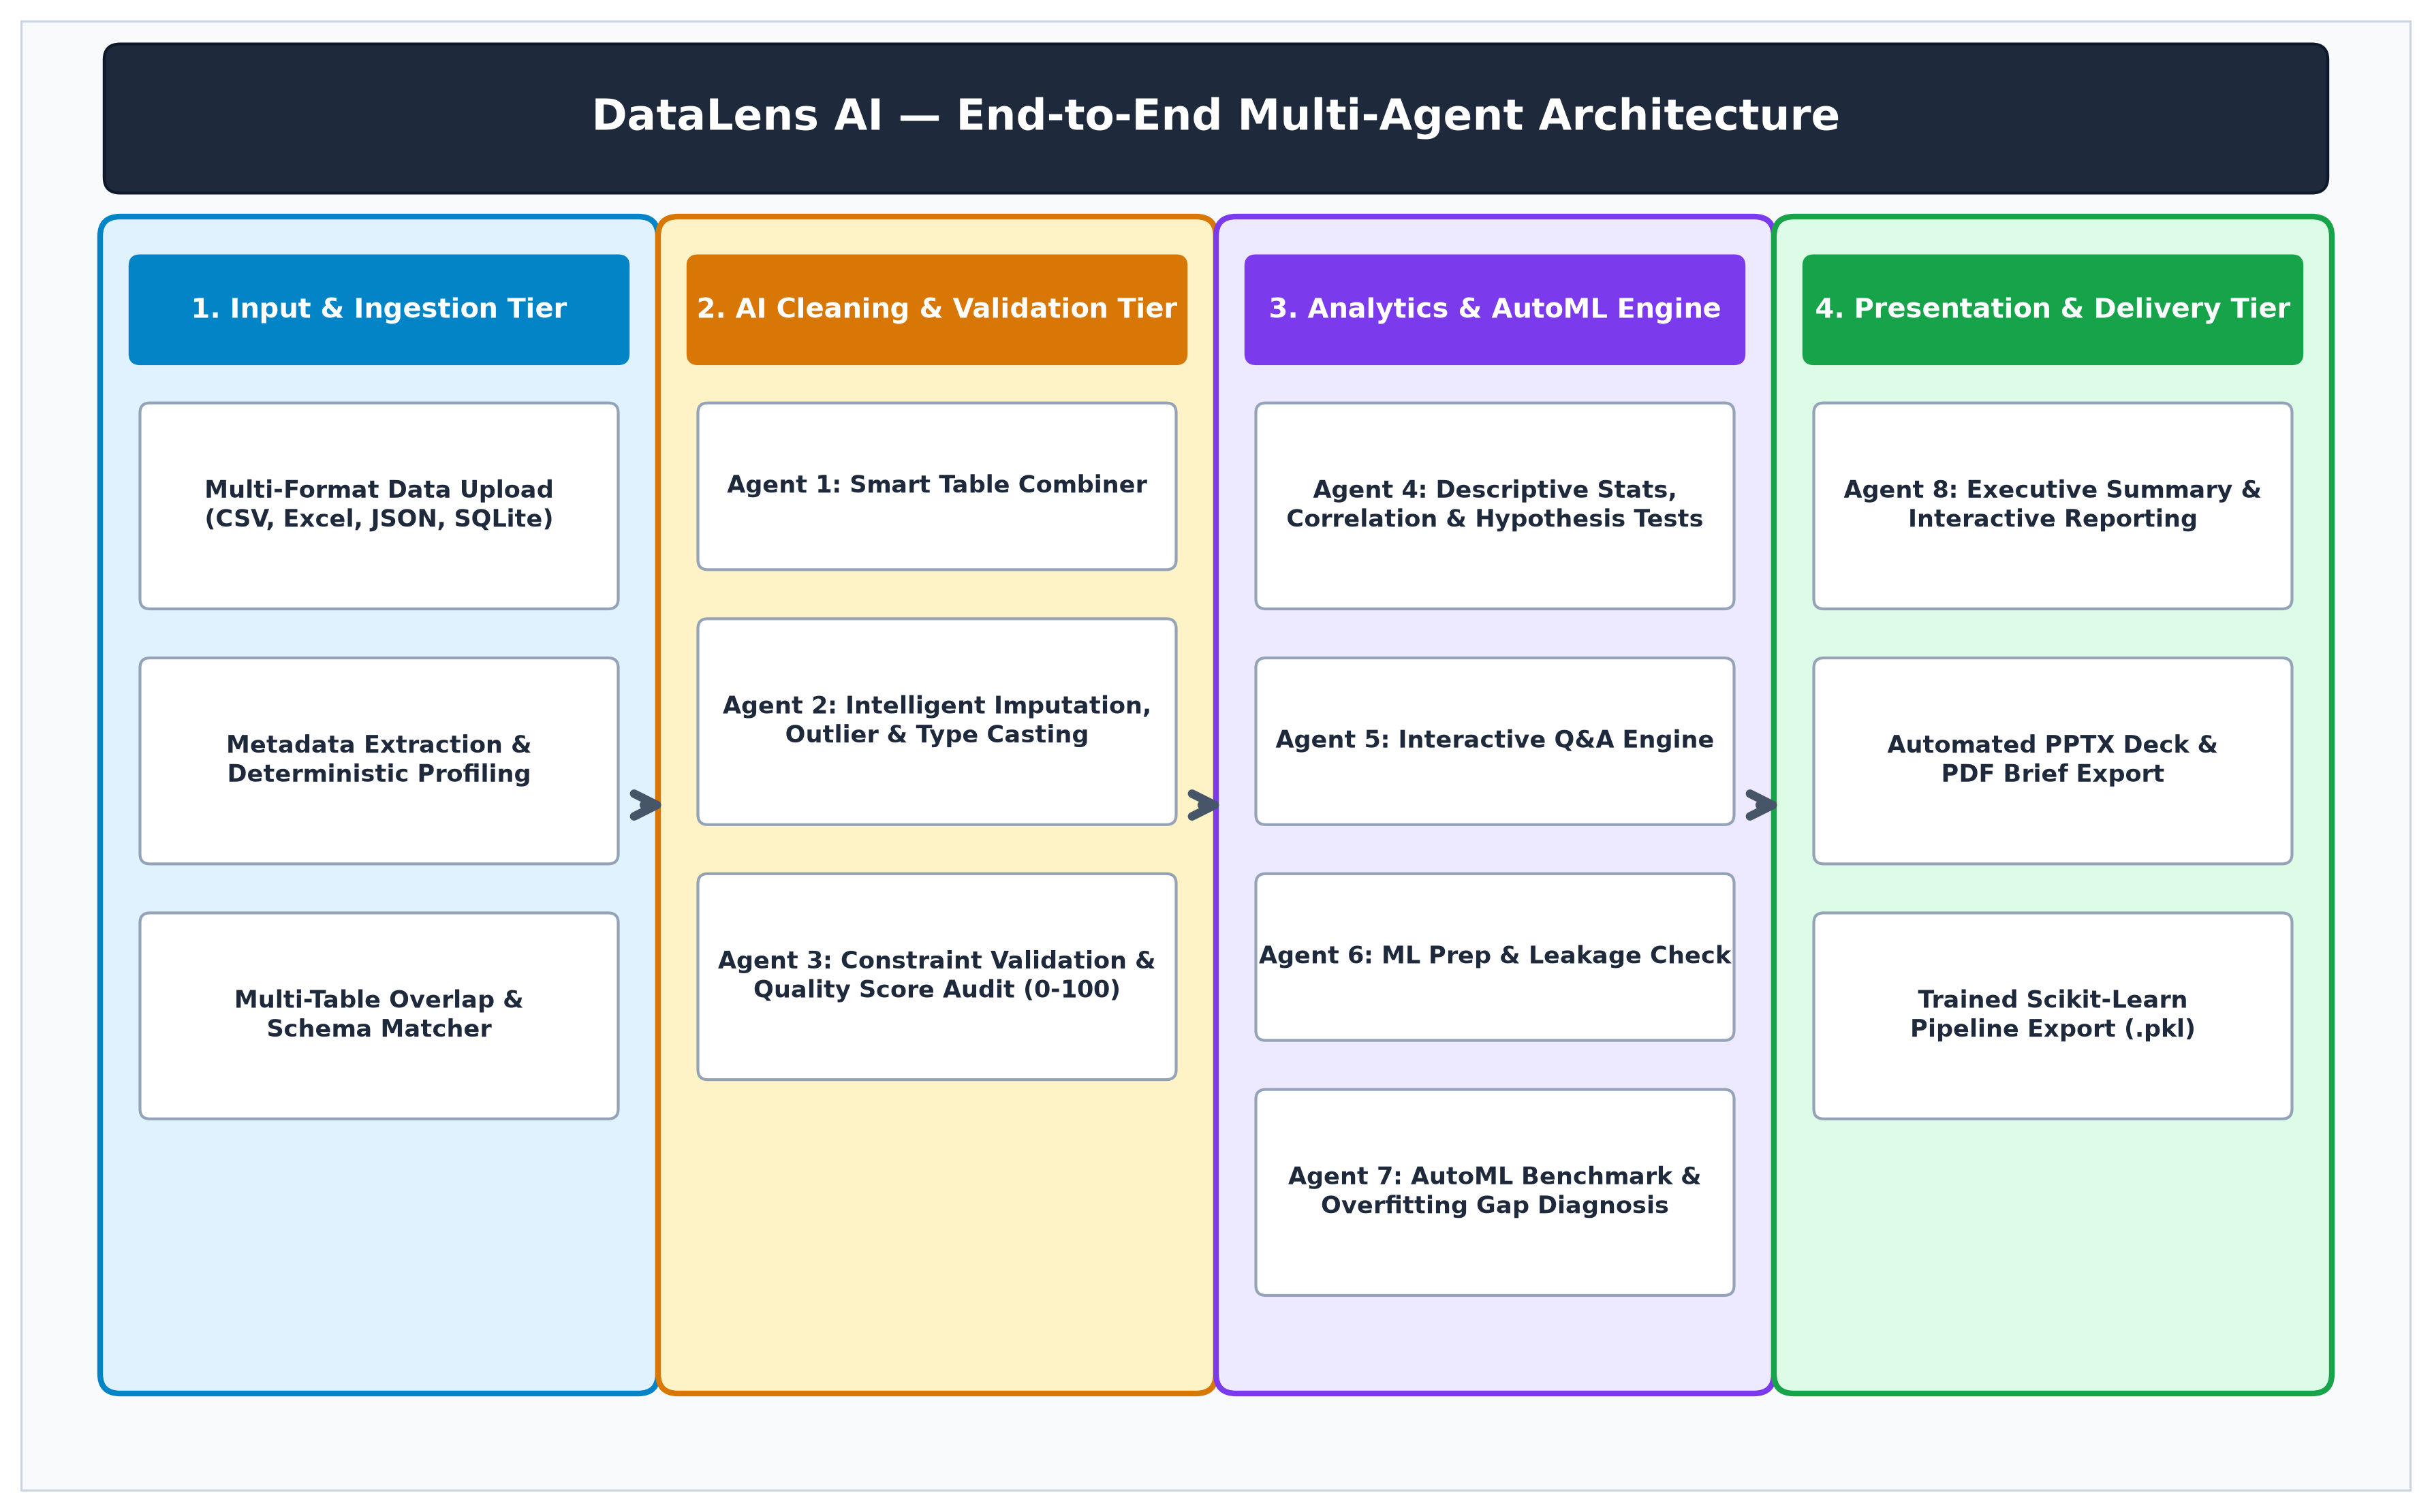 DataLens AI — End-to-End Multi-Agent Architecture
1. Input & Ingestion Tier
Multi-Format Data Upload
(CSV, Excel, JSON, SQLite)
Metadata Extraction &
Deterministic Profiling
Multi-Table Overlap &
Schema Matcher
2. AI Cleaning & Validation Tier
Agent 1: Smart Table Combiner
Agent 2: Intelligent Imputation,
Outlier & Type Casting
Agent 3: Constraint Validation &
Quality Score Audit (0-100)
3. Analytics & AutoML Engine
Agent 4: Descriptive Stats,
Correlation & Hypothesis Tests
Agent 5: Interactive Q&A Engine
Agent 6: ML Prep & Leakage Check
Agent 7: AutoML Benchmark &
Overfitting Gap Diagnosis
4. Presentation & Delivery Tier
Agent 8: Executive Summary &
Interactive Reporting
Automated PPTX Deck &
PDF Brief Export
Trained Scikit-Learn
Pipeline Export (.pkl)